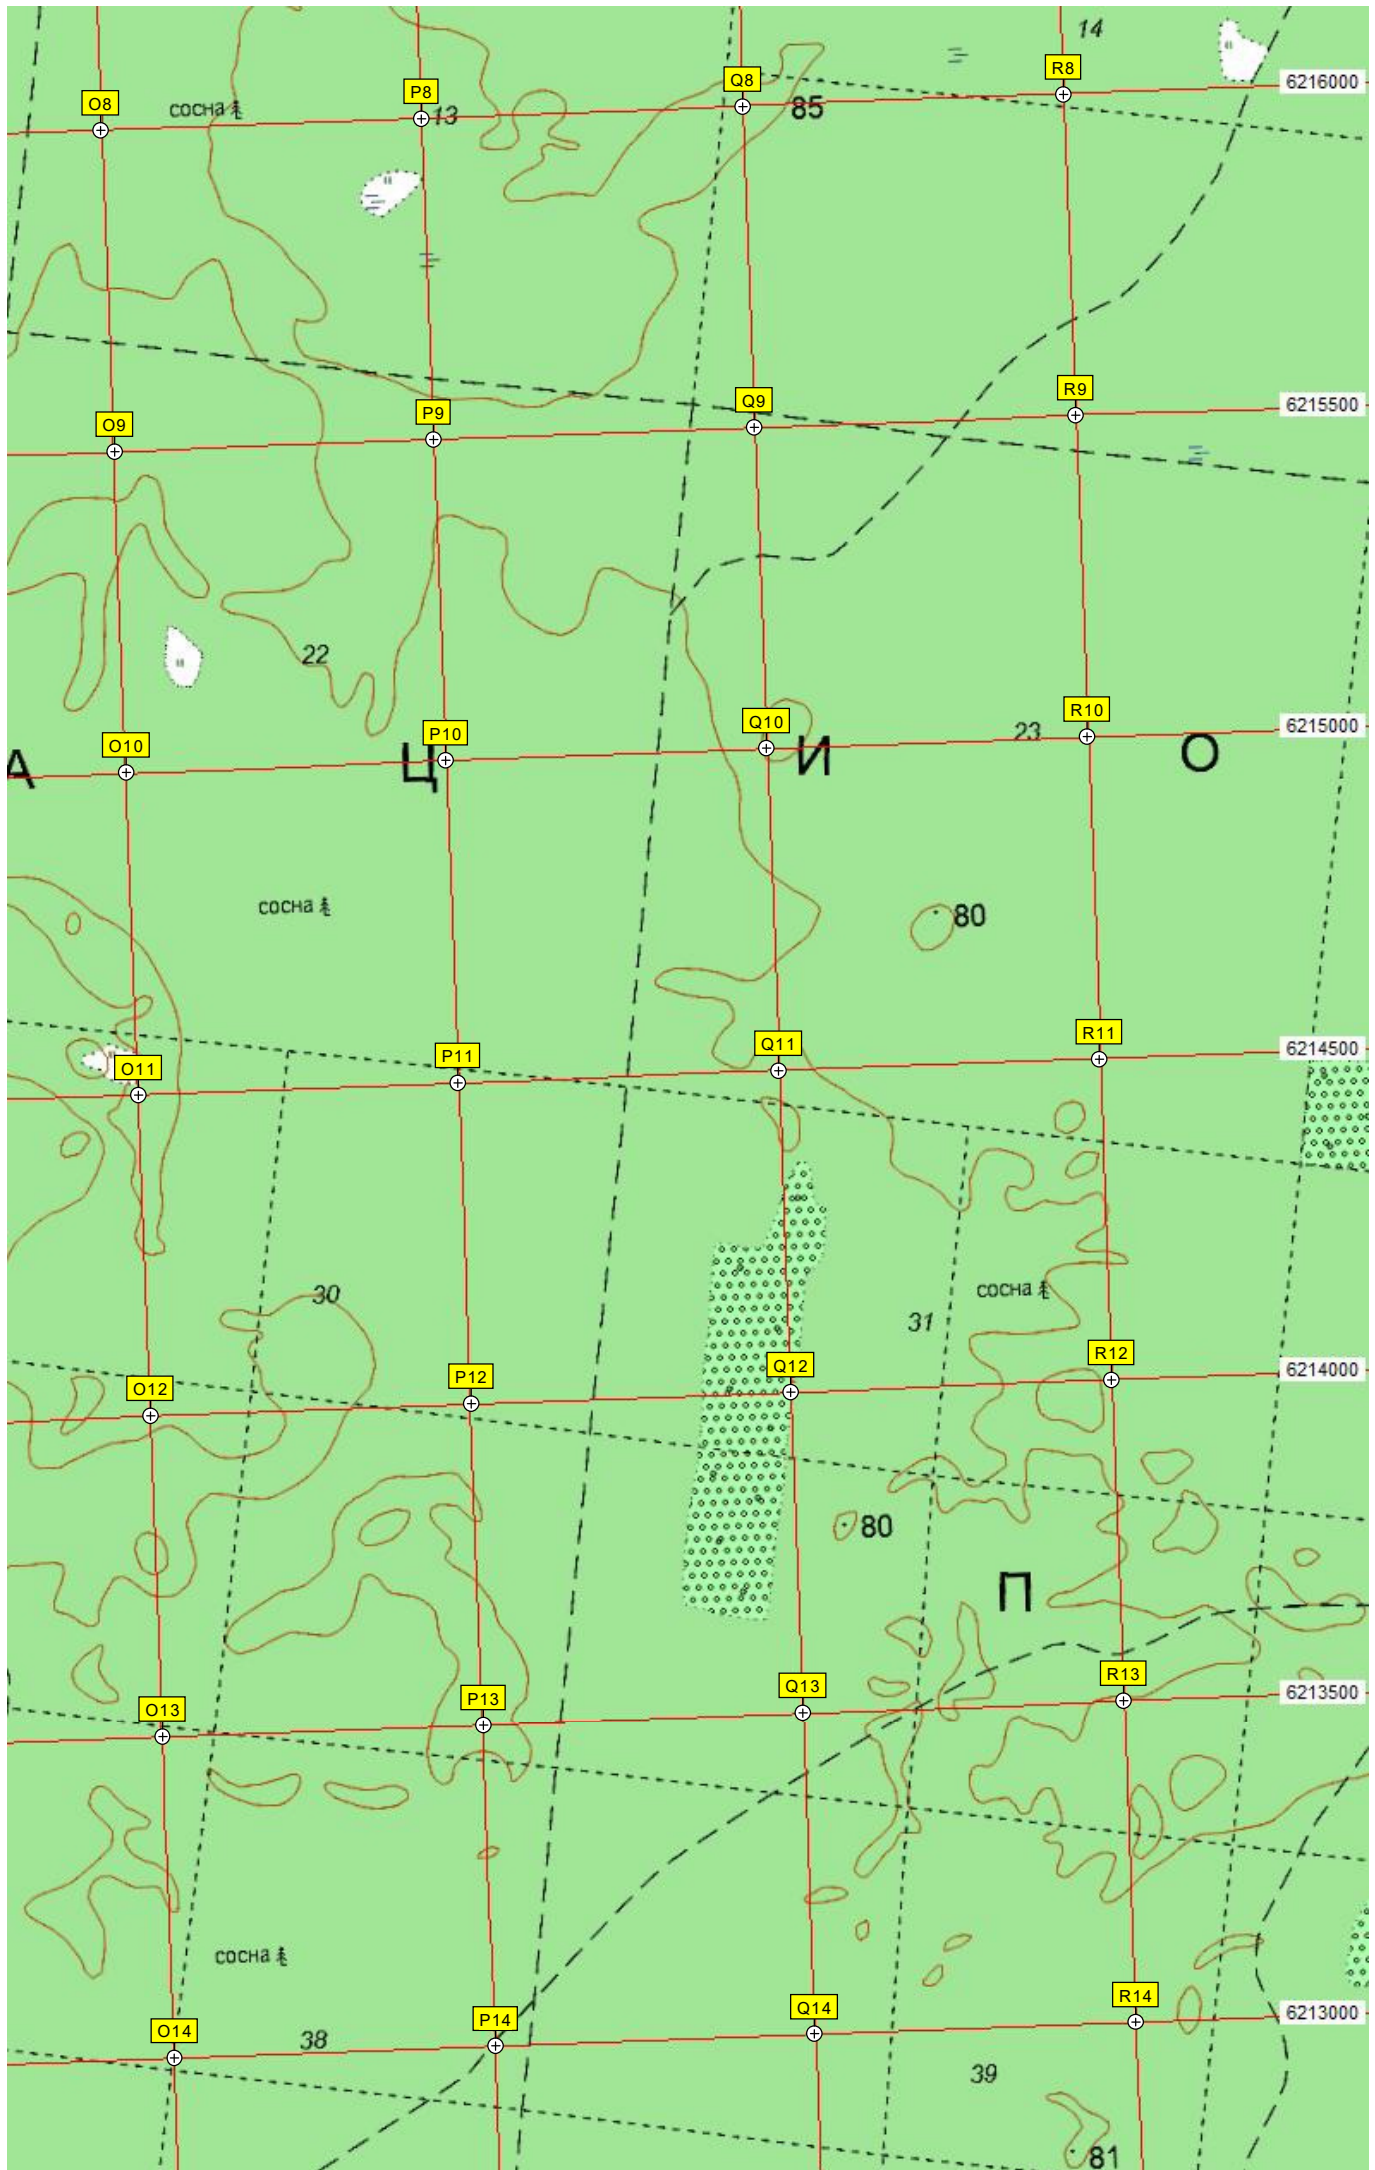 14
R8
Q8
6216000
P8
O8
сосна
13
85
R9
Q9
6215500
P9
O9
22
R10
Q10
6215000
P10
O10
23
А
Ц
И
О
сосна
80
R11
Q11
6214500
P11
O11
30
сосна
31
R12
Q12
6214000
P12
O12
80
П
R13
Q13
6213500
P13
O13
сосна
R14
Q14
6213000
P14
O14
38
39
81